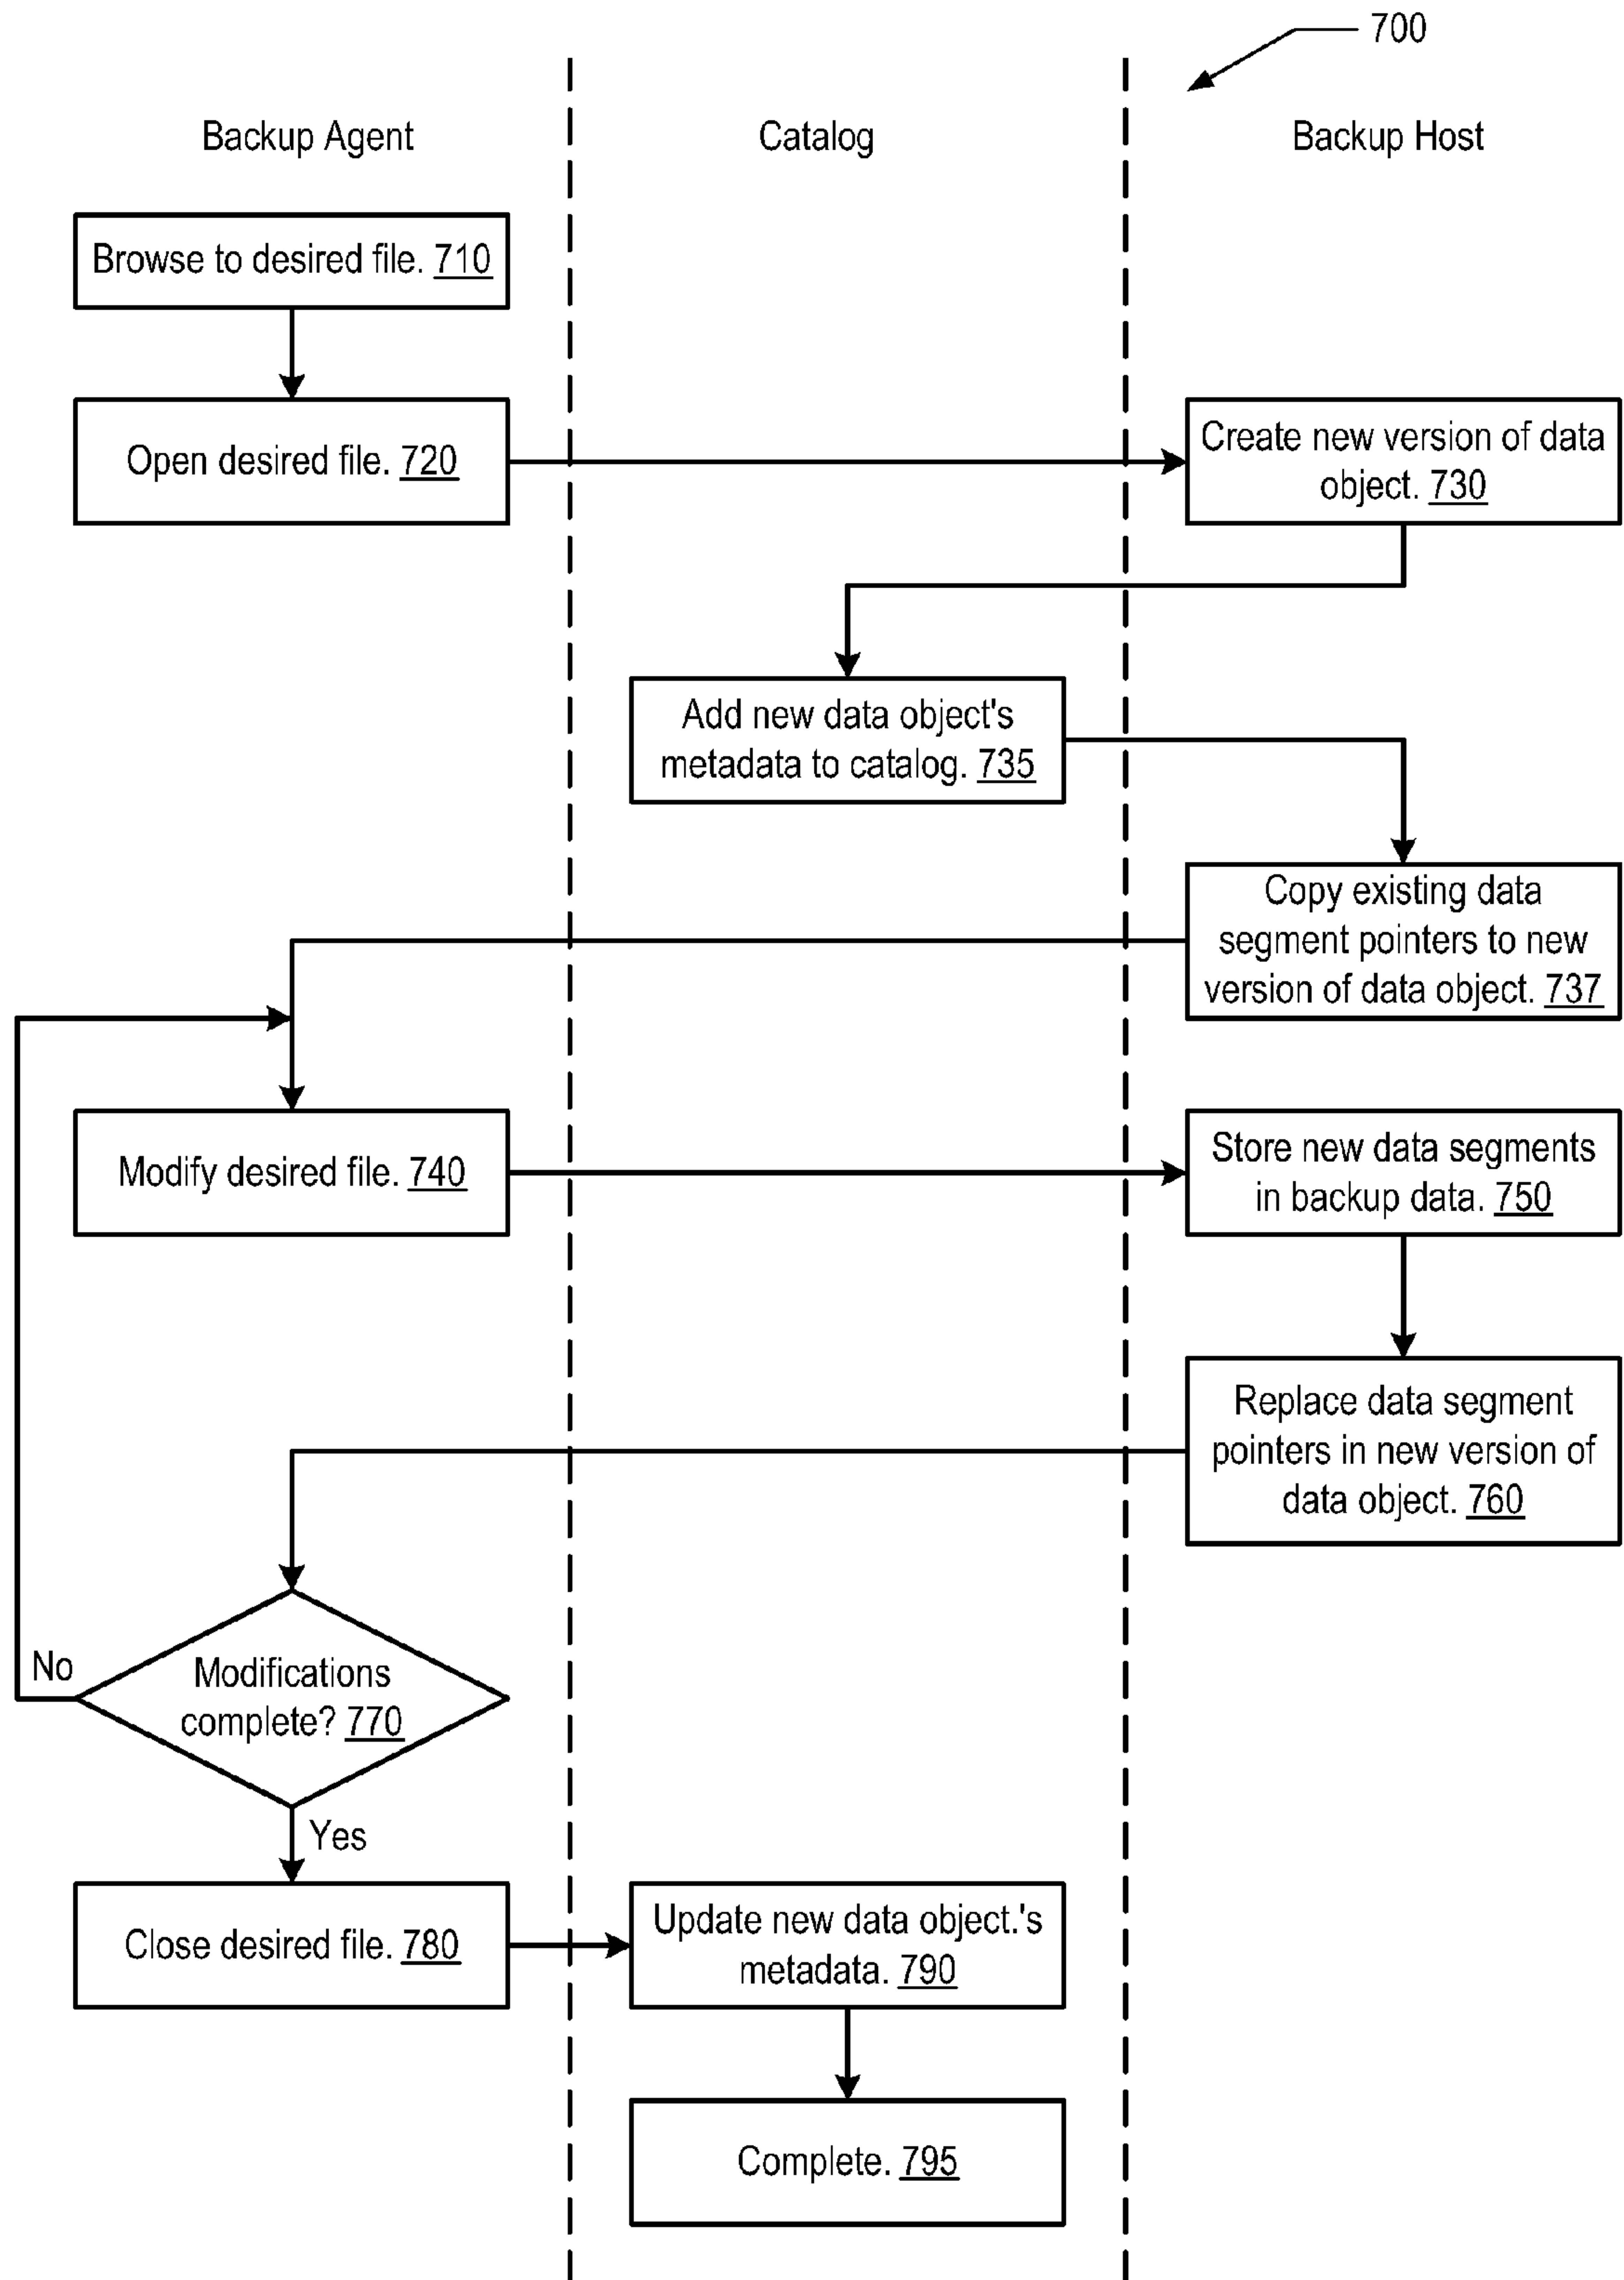 700
Backup Agent
Catalog
Backup Host
Browse to desired file. 710
Open desired file. 720
Create new version of data
object. 730
Add new data object's
metadata to catalog. 735
Copy existing data
segment pointers to new
version of data object. 737
Modify desired file. 740
Store new data segments
in backup data. 750
Replace data segment
pointers in new version of
data object. 760
Modifications
complete? 770
No
Yes
Close desired file. 780
Update new data object.'s
metadata. 790
Complete. 795